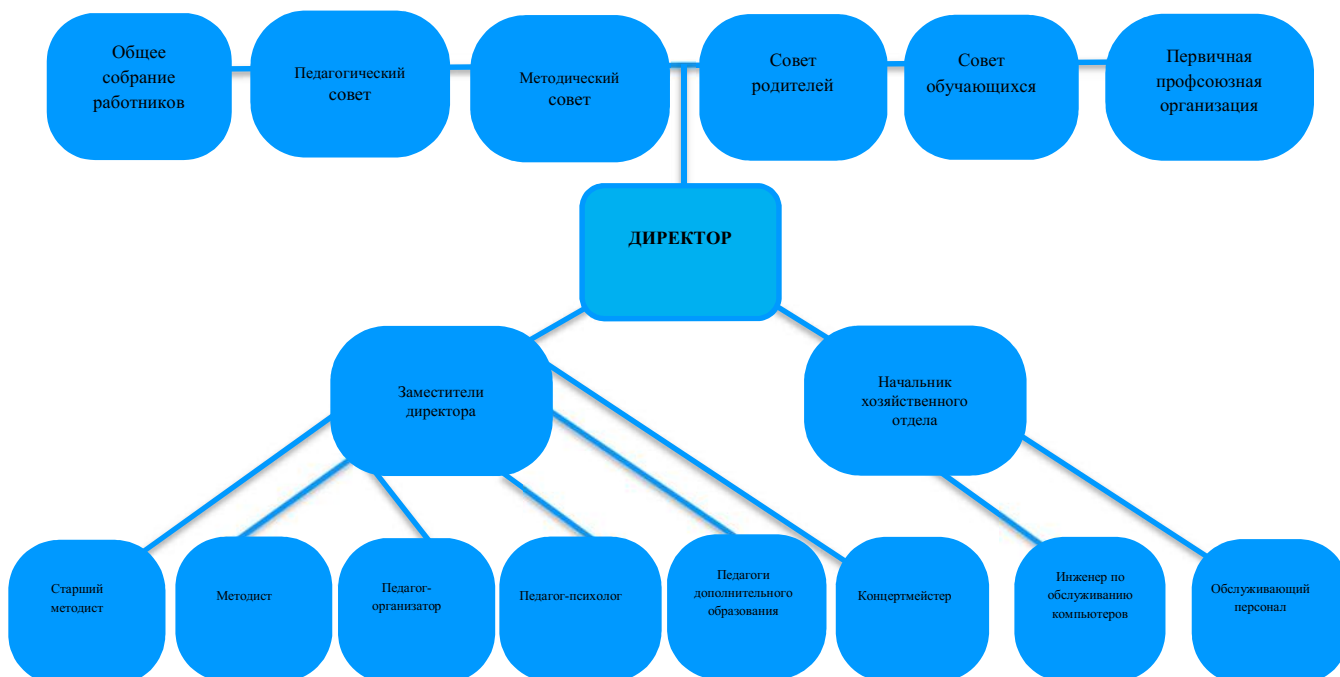 Общее
собрание
работников
Педагогический
совет
Методический
совет
Совет
родителей
Совет
обучающихся
Первичная
профсоюзная
организация
ДИРЕКТОР
Заместители
директора
Начальник
хозяйственного
отдела
Старший
методист
Методист
Педагог-
организатор
Педагог-психолог
Педагоги
дополнительного
образования
Концертмейстер
Инженер по
обслуживанию
компьютеров
Обслуживающий
персонал